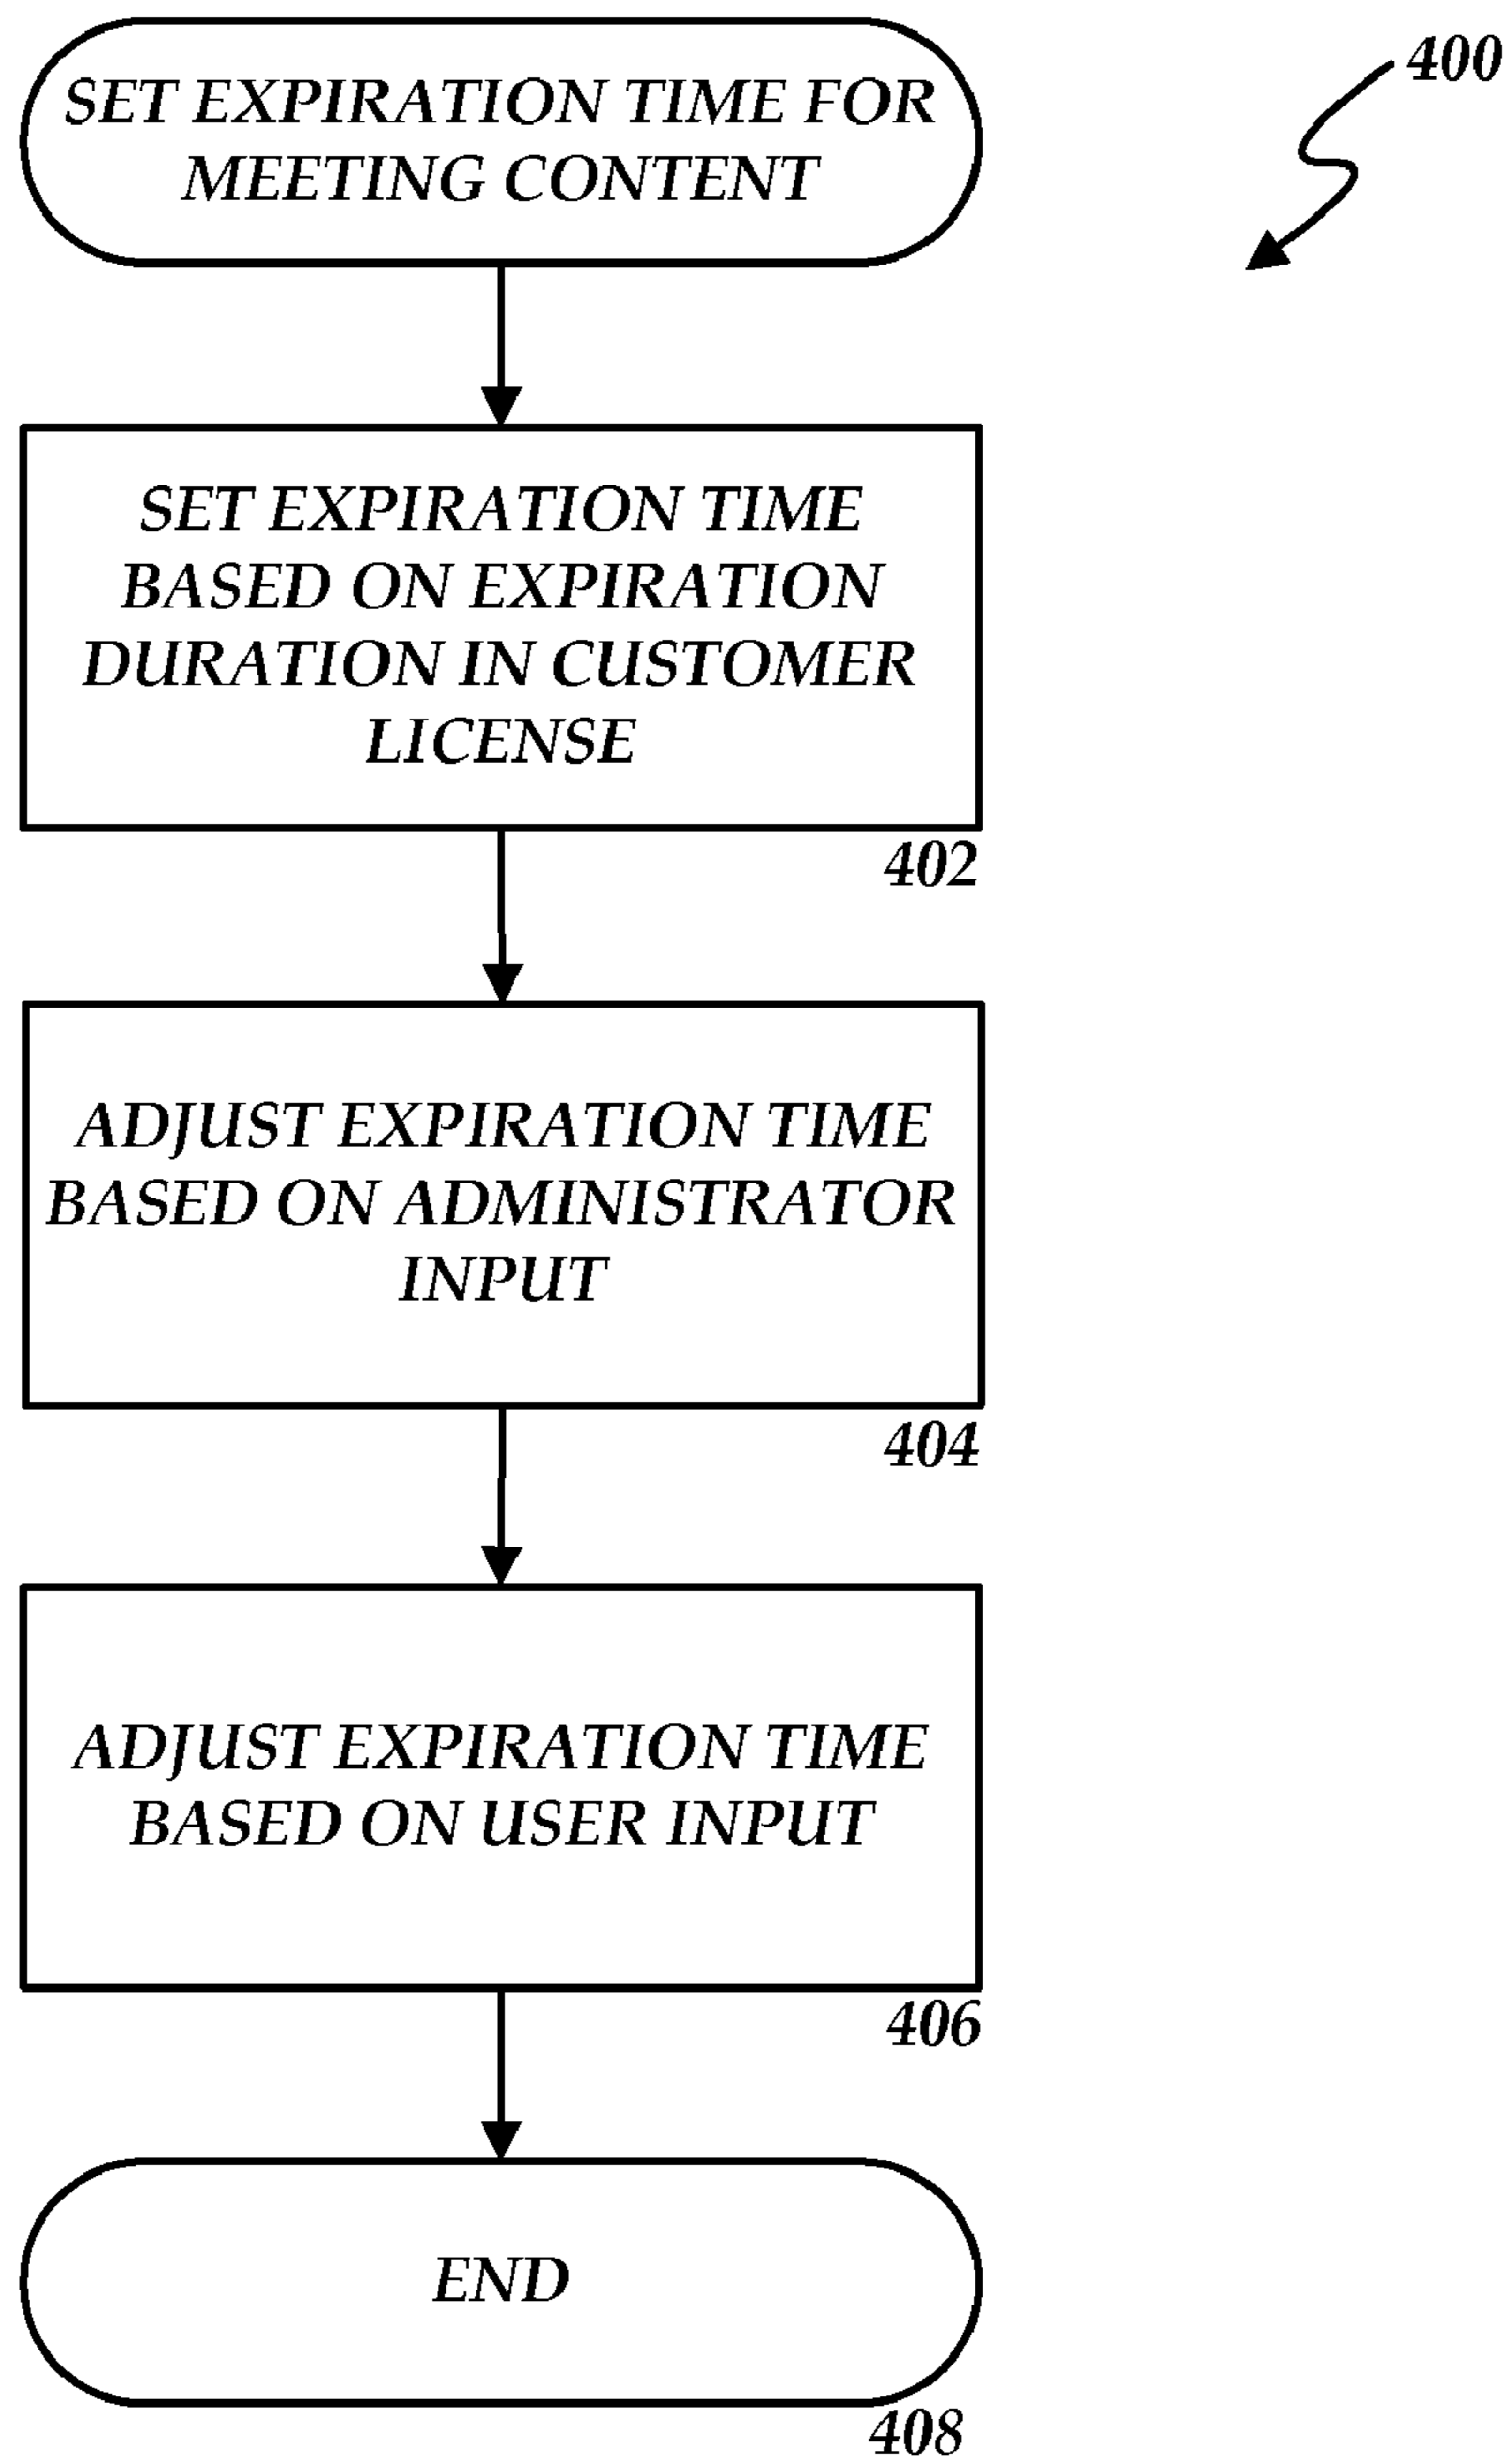 SET EXPIRATION TIME FOR
MEETING CONTENT
400
SET EXPIRATION TIME
BASED ON EXPIRATION
DURATION IN CUSTOMER
LICENSE
402
ADJUST EXPIRATION TIME
BASED ON ADMINISTRATOR
INPUT
404
ADJUST EXPIRATION TIME
BASED ON USER INPUT
406
END
408